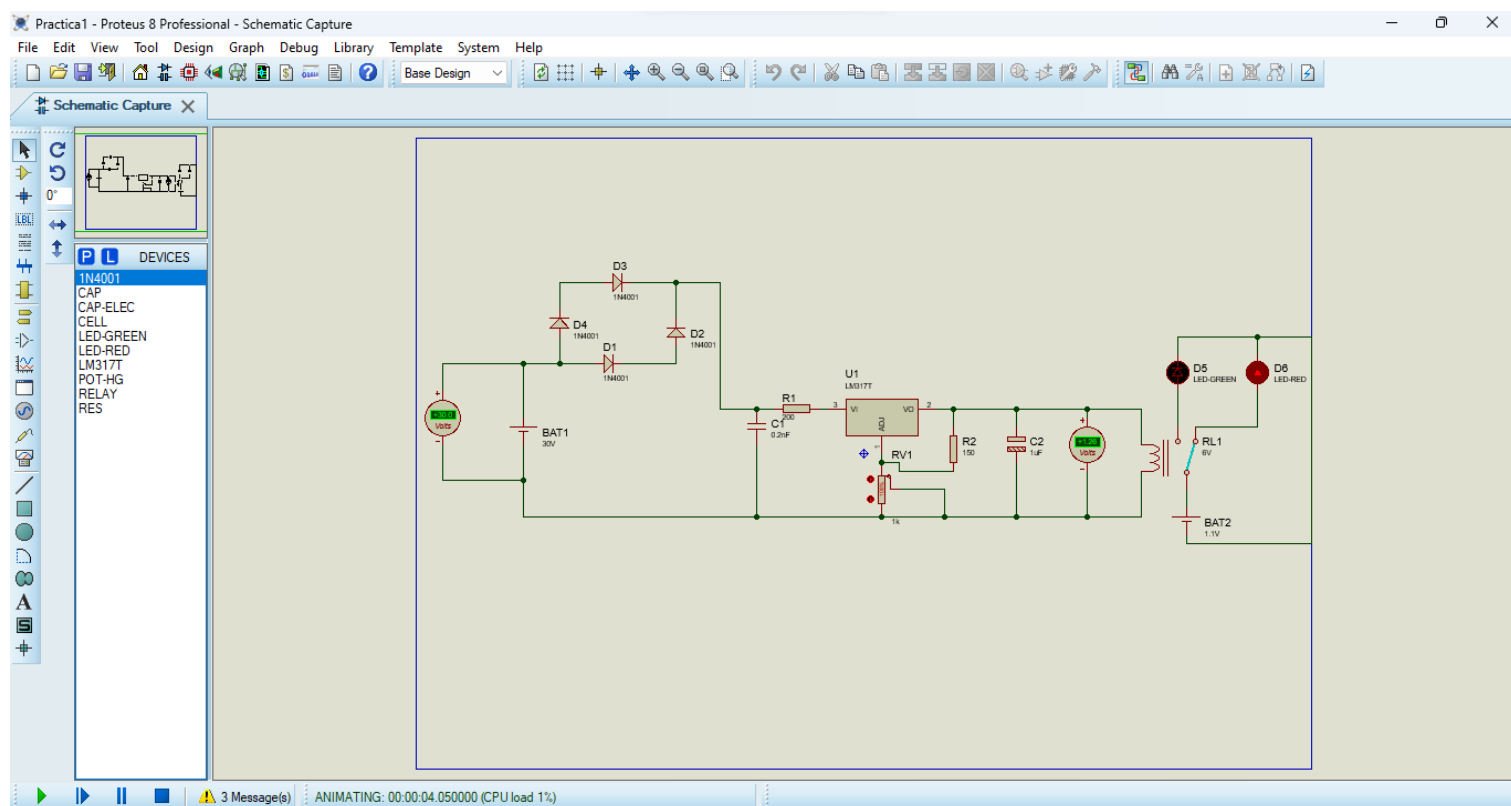 Practica1 - Proteus 8 Professional - Schematic Capture
File Edit View Tool Design Graph Debug Library Template System Help
Base Design
Schematic Capture
0°
LBL
P L DEVICES
1N4001
CAP
CAP-ELEC
CELL
LED-GREEN
LED-RED
LM317T
POT-HG
RELAY
RES
A
S
D3
1N4001
D4
1N4001
D2
1N4001
D1
1N4001
Volts
BAT1
30V
C1
0.2nF
R1
200
U1
LM317T
3 VI VO 2
ADJ
RV1
1k
R2
150
C2
1uF
Volts
D5
LED-GREEN
D6
LED-RED
RL1
6V
BAT2
1.1V
3 Message(s) ANIMATING: 00:00:04.050000 (CPU load 1%)